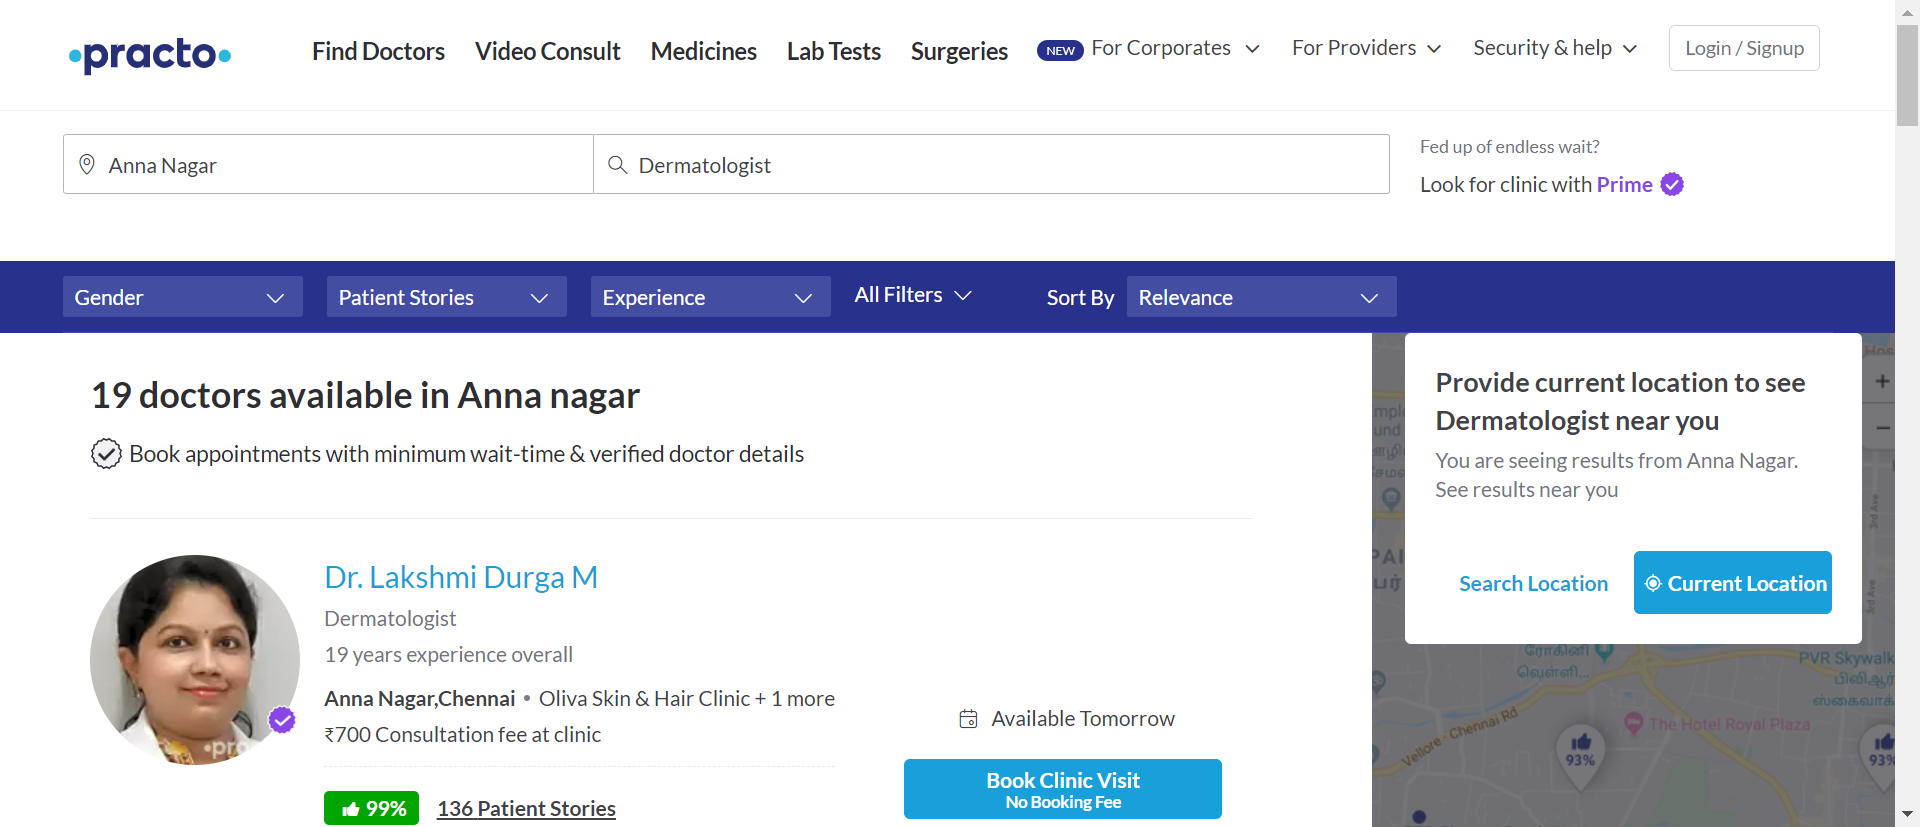 practo
Find Doctors
Video Consult
Medicines
Lab Tests
Surgeries
NEW
For Corporates
For Providers
Security & help
Login / Signup
Anna Nagar
Dermatologist
Fed up of endless wait?
Look for clinic with Prime
Gender
Patient Stories
Experience
All Filters
Sort By
Relevance
19 doctors available in Anna nagar
Book appointments with minimum wait-time & verified doctor details
Dr. Lakshmi Durga M
Dermatologist
19 years experience overall
Anna Nagar,Chennai • Oliva Skin & Hair Clinic + 1 more
₹700 Consultation fee at clinic
99%
136 Patient Stories
Available Tomorrow
Book Clinic Visit
No Booking Fee
Provide current location to see
Dermatologist near you
You are seeing results from Anna Nagar.
See results near you
Search Location
Current Location
3rd Ave
3rd Ave
ரோகினி
வெள்ளி...
PVR Skywalk
பிவிஆர்
ஸ்கைவாக்
Vellore - Chennai Rd
The Hotel Royal Plaza
93%
93%